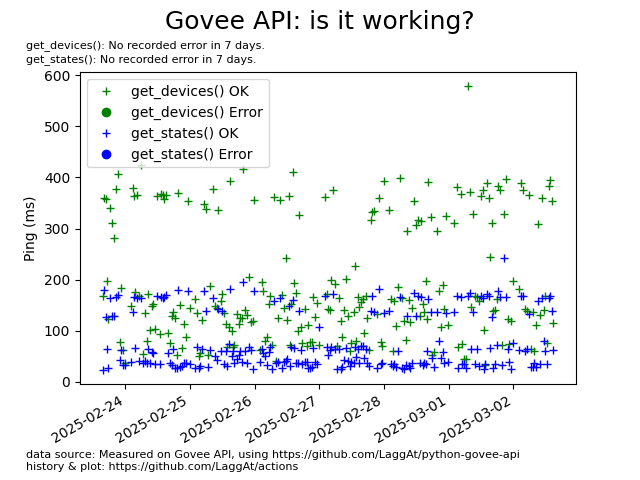 Govee API: is it working?
get_devices(): No recorded error in 7 days.
get_states(): No recorded error in 7 days.
600
500
400
300
200
100
0
Ping (ms)
get_devices() OK
get_devices() Error
get_states() OK
get_states() Error
2025-02-24
2025-02-25
2025-02-26
2025-02-27
2025-02-28
2025-03-01
2025-03-02
data source: Measured on Govee API, using https://github.com/LaggAt/python-govee-api
history & plot: https://github.com/LaggAt/actions